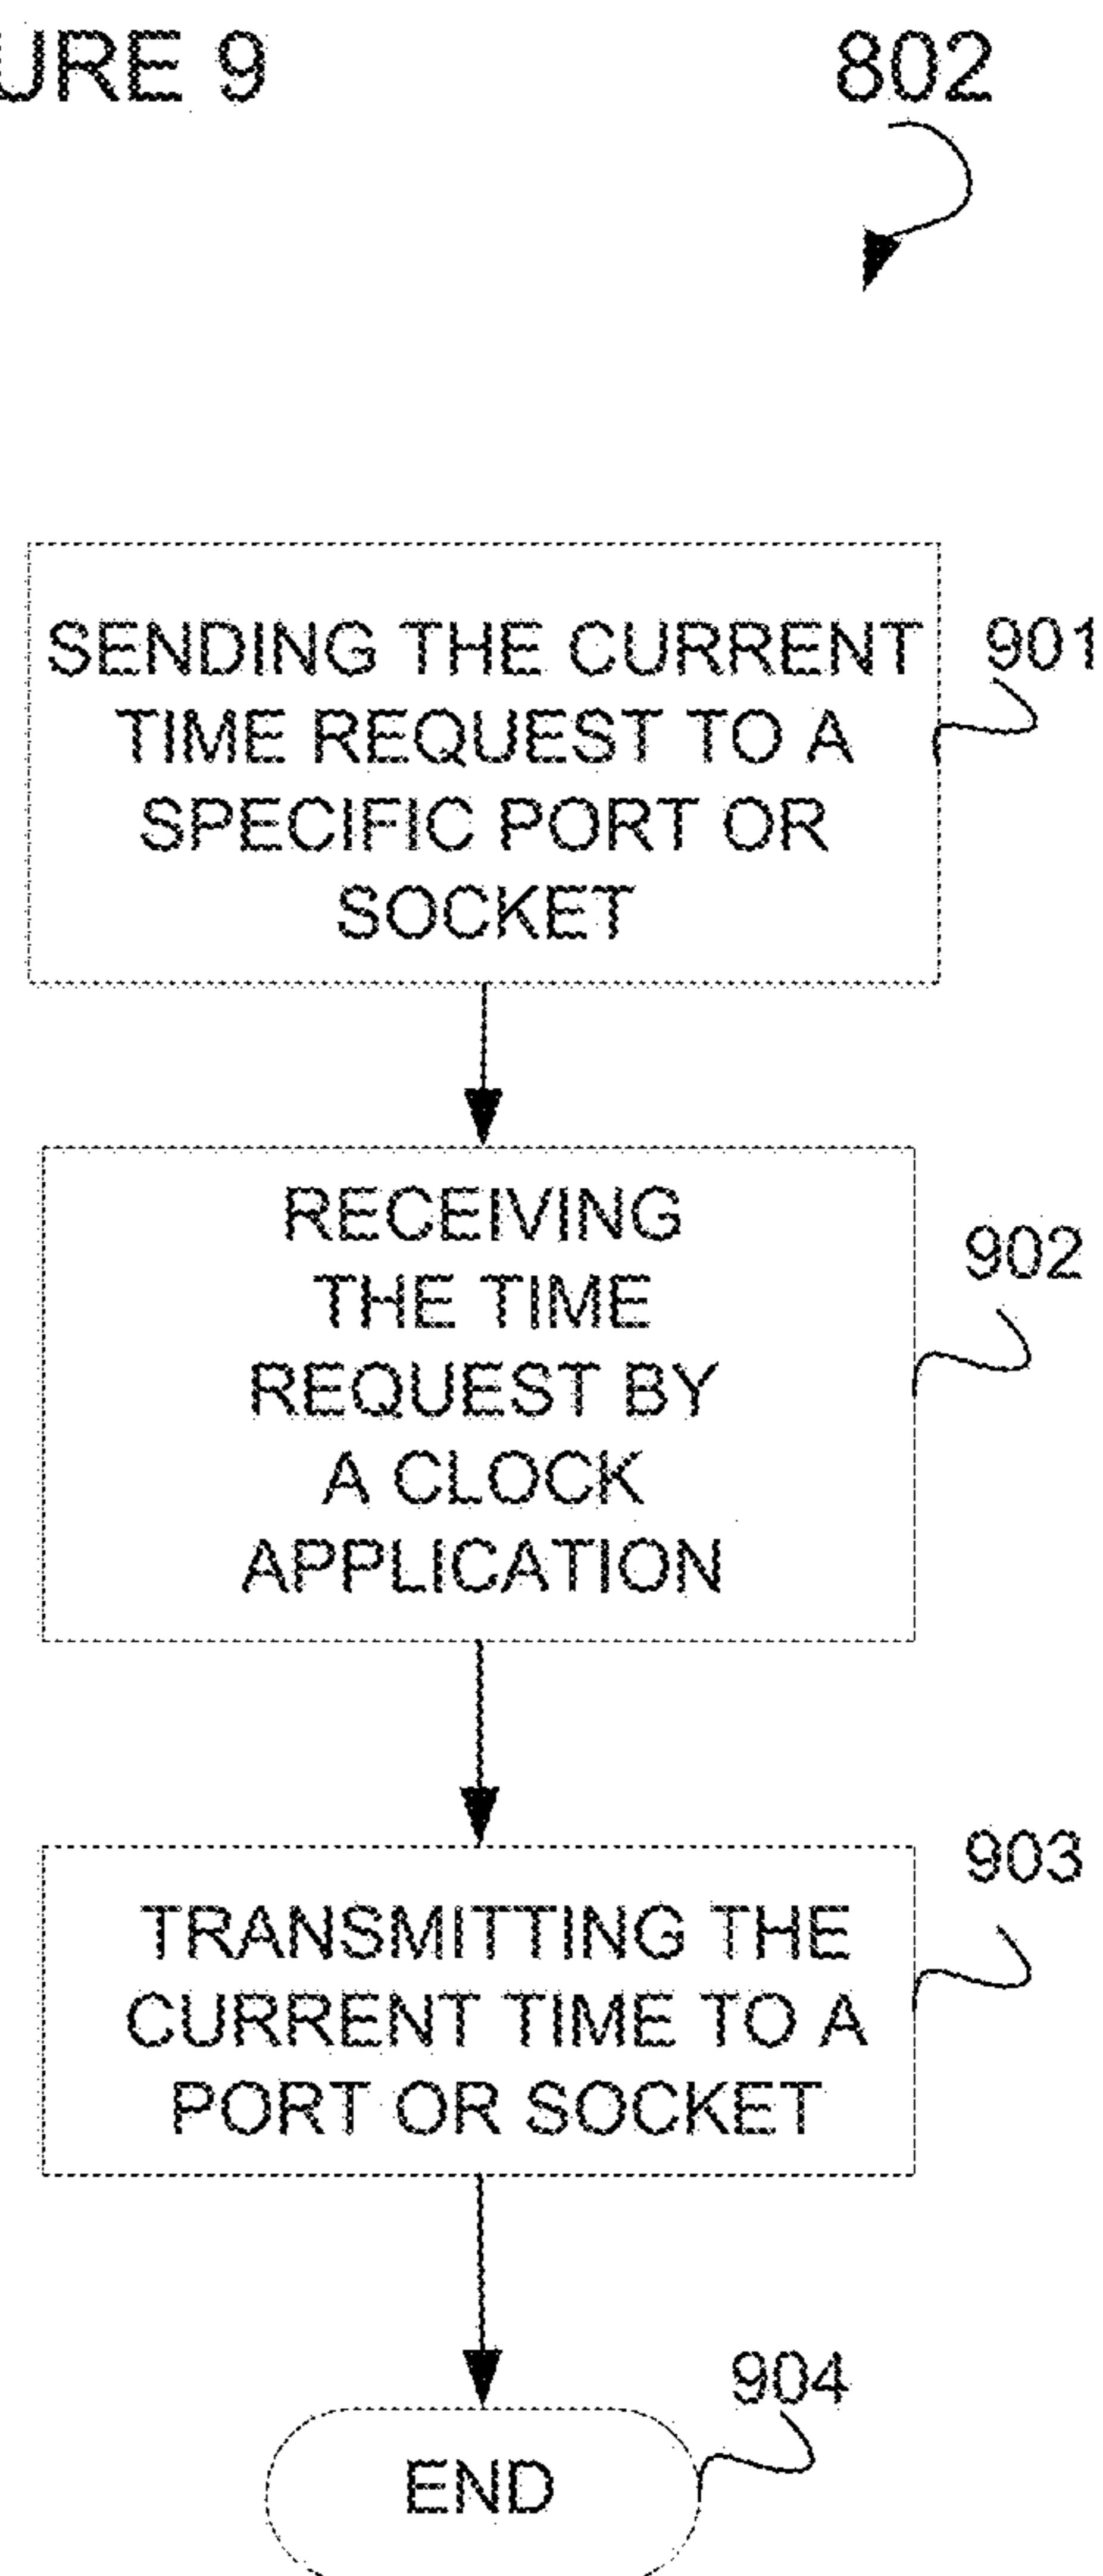 URE 9
802
SENDING THE CURRENT
TIME REQUEST TO A
SPECIFIC PORT OR
SOCKET
901
RECEIVING
THE TIME
REQUEST BY
A CLOCK
APPLICATION
902
TRANSMITTING THE
CURRENT TIME TO A
PORT OR SOCKET
903
END
904